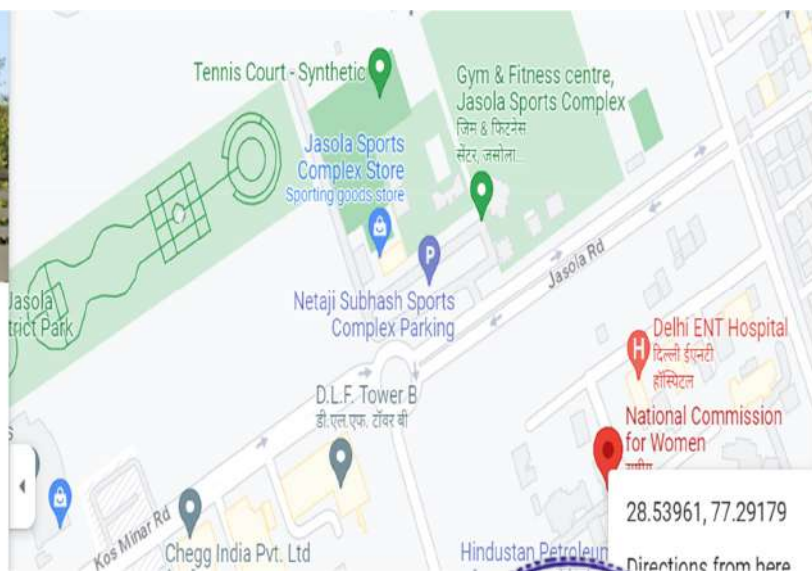 Tennis Court - Synthetic
Gym & Fitness centre,
Jasola Sports Complex
जिम & फिटनेस
सेंटर, जसोला...
Jasola Sports
Complex Store
Sporting goods store
P
Jasola Rd
Netaji Subhash Sports
Complex Parking
Jasola
trict Park
H
Delhi ENT Hospital
दिल्ली ईएनटी
हॉस्पिटल
D.L.F. Tower B
डी.एल.एफ. टॉवर बी
National Commission
for Women
s
28.53961, 77.29179
Kos Minar Rd
Chegg India Pvt. Ltd
Hindustan Petroleum
Directions from here